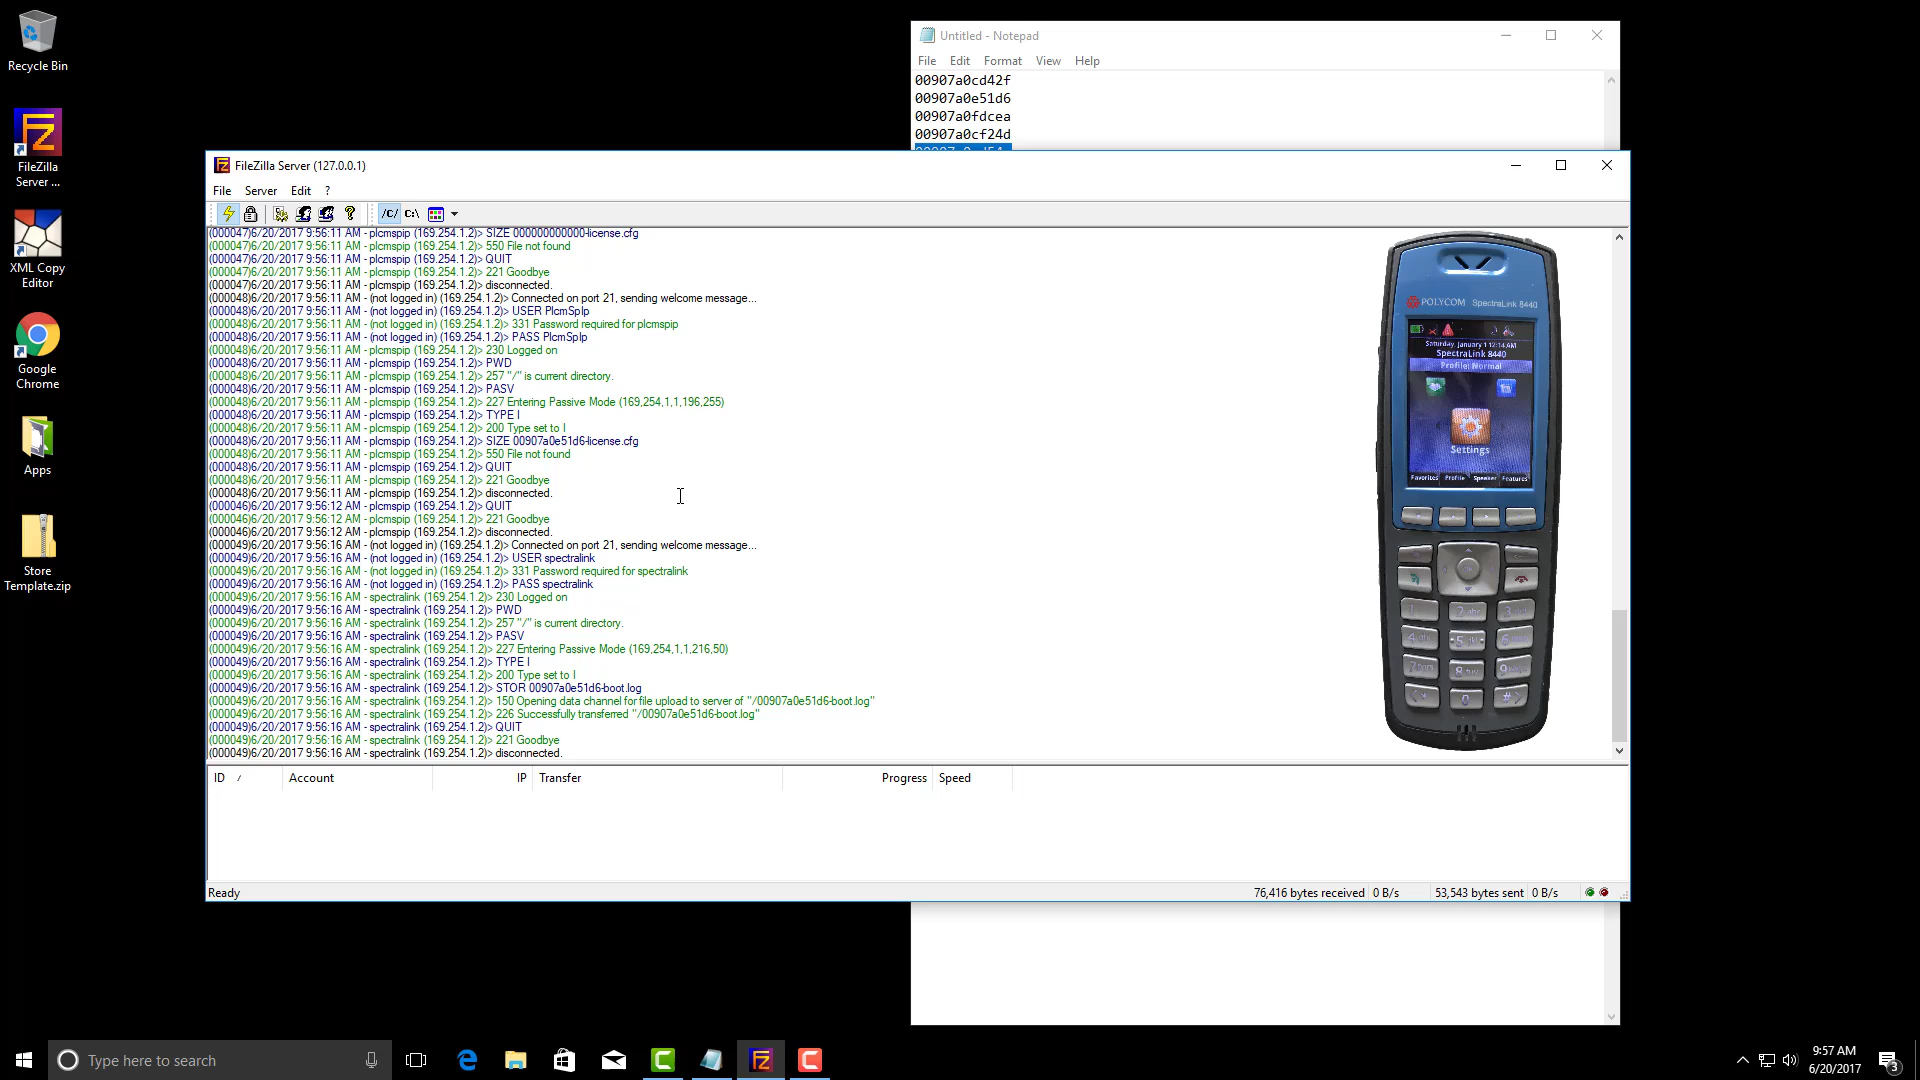 Recycle Bin
FileZilla
Server ...
XML Copy
Editor
Google
Chrome
Apps
Store
Template.zip
Untitled - Notepad
File Edit Format View Help
00907a0cd42f
00907a0e51d6
00907a0fdcea
00907a0cf24d
FileZilla Server (127.0.0.1)
File Server Edit ?
/C/ C:\
(000047)6/20/2017 9:56:11 AM - plcmspip (169.254.1.2)> SIZE 000000000000-license.cfg
(000047)6/20/2017 9:56:11 AM - plcmspip (169.254.1.2)> 550 File not found
(000047)6/20/2017 9:56:11 AM - plcmspip (169.254.1.2)> QUIT
(000047)6/20/2017 9:56:11 AM - plcmspip (169.254.1.2)> 221 Goodbye
(000047)6/20/2017 9:56:11 AM - plcmspip (169.254.1.2)> disconnected.
(000048)6/20/2017 9:56:11 AM - (not logged in) (169.254.1.2)> Connected on port 21, sending welcome message...
(000048)6/20/2017 9:56:11 AM - (not logged in) (169.254.1.2)> USER PlcmSpIp
(000048)6/20/2017 9:56:11 AM - (not logged in) (169.254.1.2)> 331 Password required for plcmspip
(000048)6/20/2017 9:56:11 AM - (not logged in) (169.254.1.2)> PASS PlcmSpIp
(000048)6/20/2017 9:56:11 AM - plcmspip (169.254.1.2)> 230 Logged on
(000048)6/20/2017 9:56:11 AM - plcmspip (169.254.1.2)> PWD
(000048)6/20/2017 9:56:11 AM - plcmspip (169.254.1.2)> 257 "/" is current directory.
(000048)6/20/2017 9:56:11 AM - plcmspip (169.254.1.2)> PASV
(000048)6/20/2017 9:56:11 AM - plcmspip (169.254.1.2)> 227 Entering Passive Mode (169,254,1,1,196,255)
(000048)6/20/2017 9:56:11 AM - plcmspip (169.254.1.2)> TYPE I
(000048)6/20/2017 9:56:11 AM - plcmspip (169.254.1.2)> 200 Type set to I
(000048)6/20/2017 9:56:11 AM - plcmspip (169.254.1.2)> SIZE 00907a0e51d6-license.cfg
(000048)6/20/2017 9:56:11 AM - plcmspip (169.254.1.2)> 550 File not found
(000048)6/20/2017 9:56:11 AM - plcmspip (169.254.1.2)> QUIT
(000048)6/20/2017 9:56:11 AM - plcmspip (169.254.1.2)> 221 Goodbye
(000048)6/20/2017 9:56:11 AM - plcmspip (169.254.1.2)> disconnected.
(000046)6/20/2017 9:56:12 AM - plcmspip (169.254.1.2)> QUIT
(000046)6/20/2017 9:56:12 AM - plcmspip (169.254.1.2)> 221 Goodbye
(000046)6/20/2017 9:56:12 AM - plcmspip (169.254.1.2)> disconnected.
(000049)6/20/2017 9:56:16 AM - (not logged in) (169.254.1.2)> Connected on port 21, sending welcome message...
(000049)6/20/2017 9:56:16 AM - (not logged in) (169.254.1.2)> USER spectralink
(000049)6/20/2017 9:56:16 AM - (not logged in) (169.254.1.2)> 331 Password required for spectralink
(000049)6/20/2017 9:56:16 AM - (not logged in) (169.254.1.2)> PASS spectralink
(000049)6/20/2017 9:56:16 AM - spectralink (169.254.1.2)> 230 Logged on
(000049)6/20/2017 9:56:16 AM - spectralink (169.254.1.2)> PWD
(000049)6/20/2017 9:56:16 AM - spectralink (169.254.1.2)> 257 "/" is current directory.
(000049)6/20/2017 9:56:16 AM - spectralink (169.254.1.2)> PASV
(000049)6/20/2017 9:56:16 AM - spectralink (169.254.1.2)> 227 Entering Passive Mode (169,254,1,1,216,50)
(000049)6/20/2017 9:56:16 AM - spectralink (169.254.1.2)> TYPE I
(000049)6/20/2017 9:56:16 AM - spectralink (169.254.1.2)> 200 Type set to I
(000049)6/20/2017 9:56:16 AM - spectralink (169.254.1.2)> STOR 00907a0e51d6-boot.log
(000049)6/20/2017 9:56:16 AM - spectralink (169.254.1.2)> 150 Opening data channel for file upload to server of "/00907a0e51d6-boot.log"
(000049)6/20/2017 9:56:16 AM - spectralink (169.254.1.2)> 226 Successfully transferred "/00907a0e51d6-boot.log"
(000049)6/20/2017 9:56:16 AM - spectralink (169.254.1.2)> QUIT
(000049)6/20/2017 9:56:16 AM - spectralink (169.254.1.2)> 221 Goodbye
(000049)6/20/2017 9:56:16 AM - spectralink (169.254.1.2)> disconnected.
POLYCOM SpectraLink 8440
Saturday, January 1 12:14 AM
SpectraLink 8440
Profile: Normal
Settings
Favorites Profile Speaker Features
ID / Account IP Transfer Progress Speed
Ready 76,416 bytes received 0 B/s 53,543 bytes sent 0 B/s
Type here to search
9:57 AM
6/20/2017
3